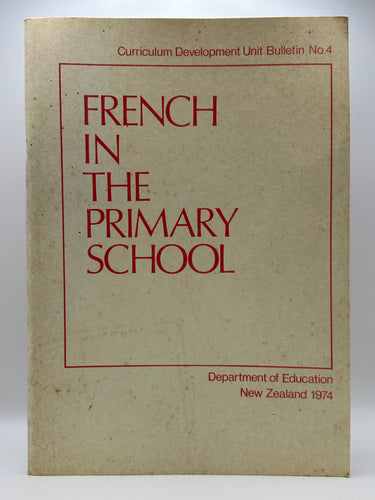 Curriculum Development Unit Bulletin No.4
FRENCH
IN
THE
PRIMARY
SCHOOL
Department of Education
New Zealand 1974